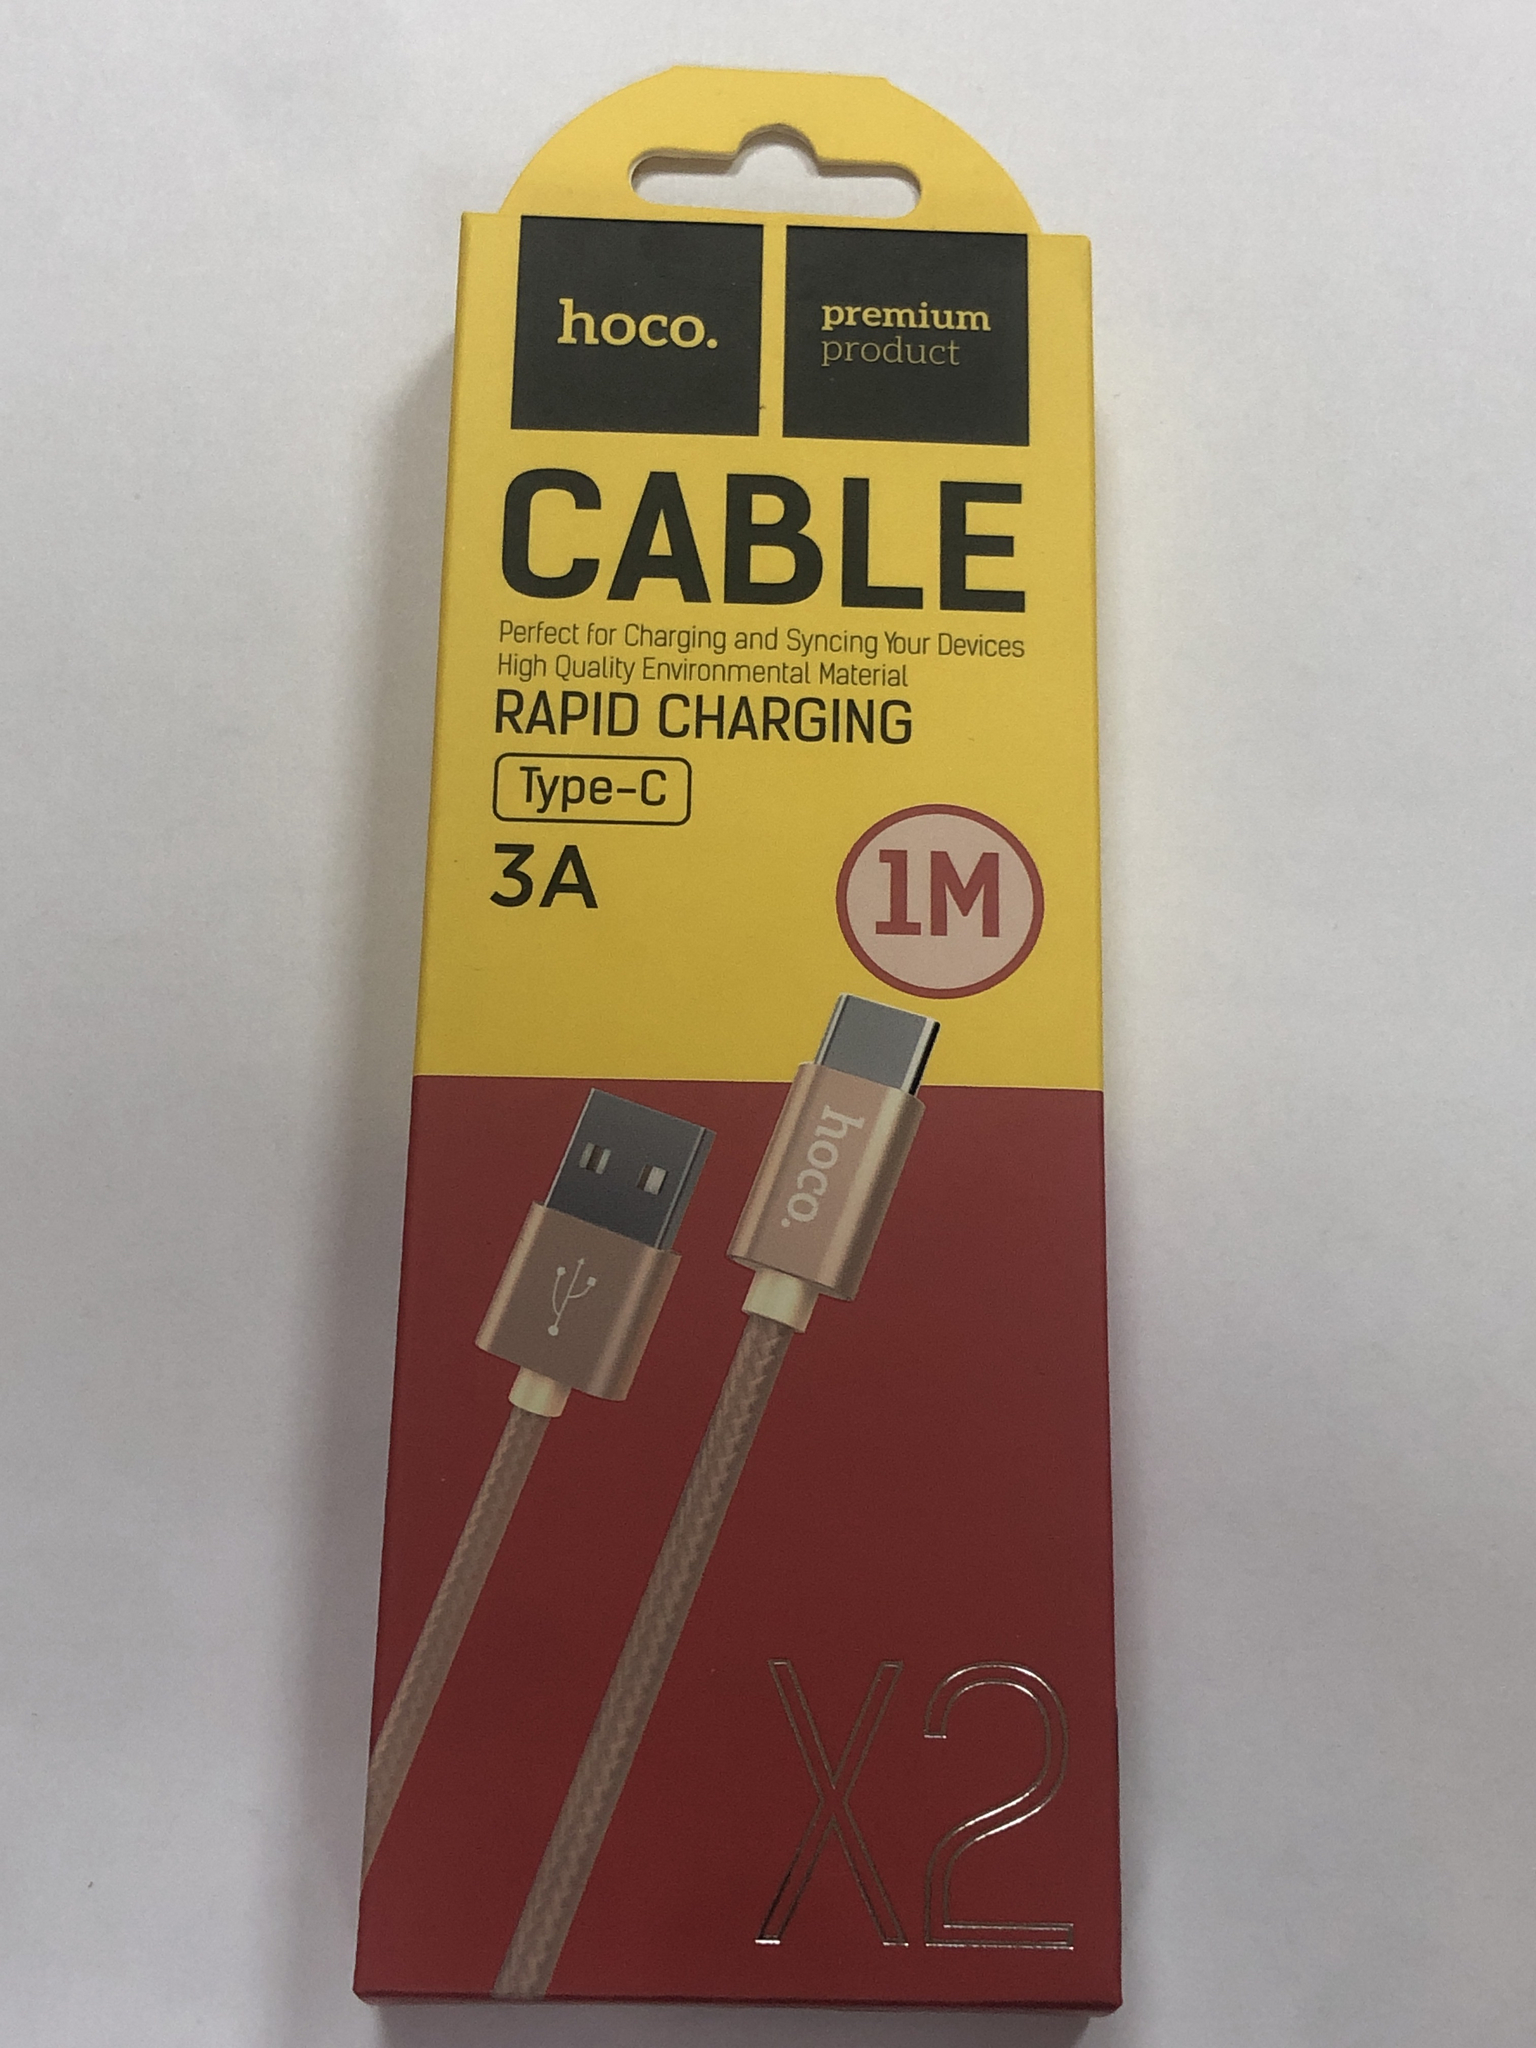 hoco.
premium
product
CABLE
Perfect for Charging and Syncing Your Devices
High Quality Environmental Material
RAPID CHARGING
Type-C
3A
1M
hoco.
X2